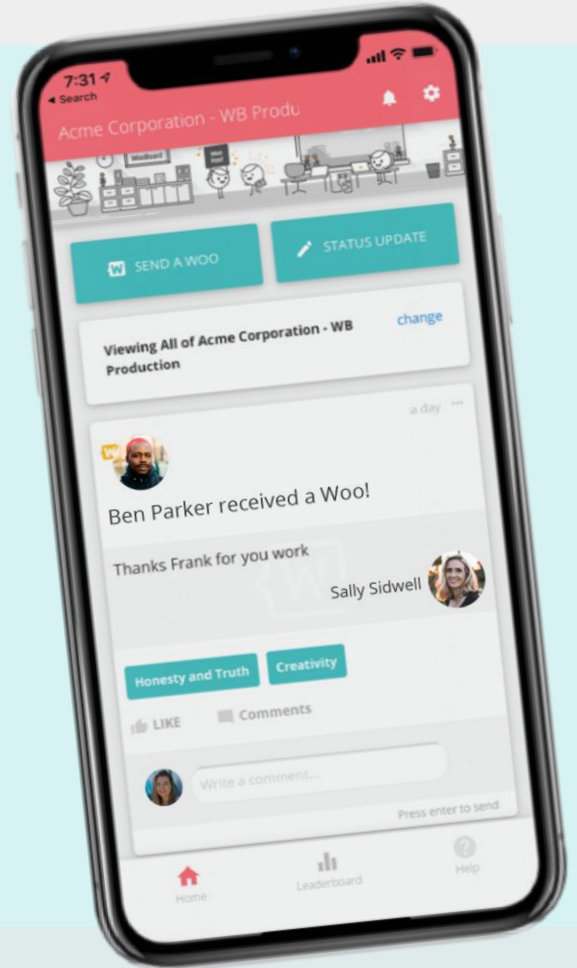 7:31
Search
Acme Corporation - WB Produ
WooBoard
SEND A WOO
STATUS UPDATE
Viewing All of Acme Corporation - WB
Production
change
a day
Ben Parker received a Woo!
Thanks Frank for you work
Sally Sidwell
Honesty and Truth
Creativity
LIKE
Comments
Write a comment...
Press enter to send
Home
Leaderboard
Help